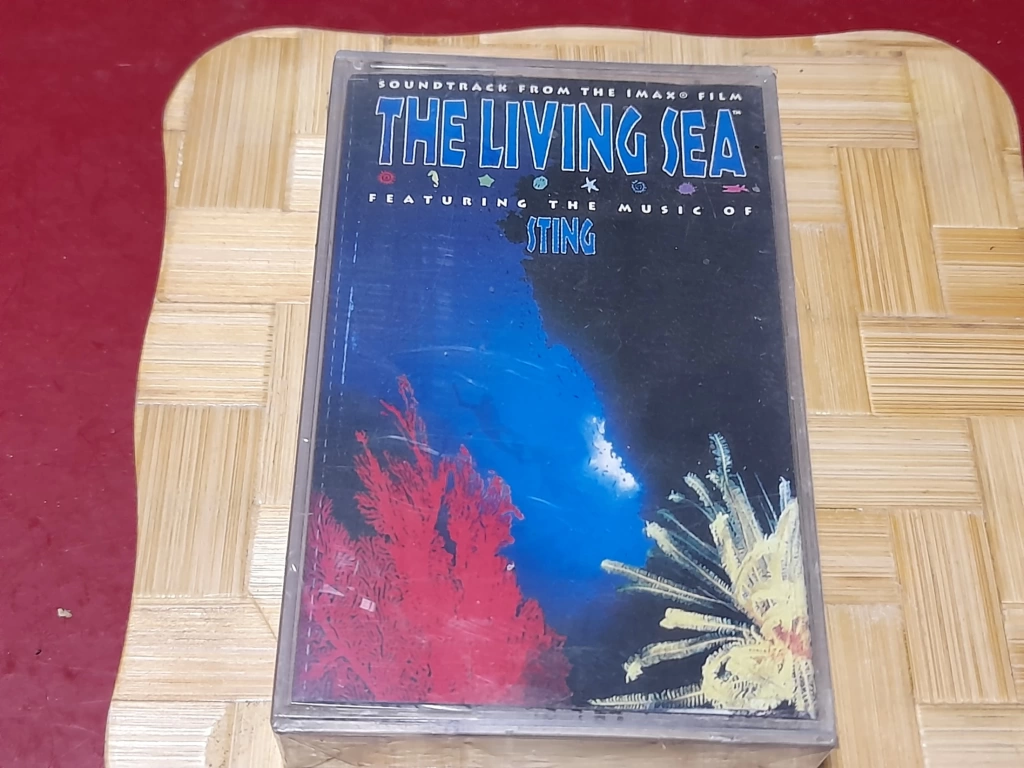 SOUNDTRACK FROM THE IMAX® FILM
THE LIVING SEA™
FEATURING THE MUSIC OF
STING